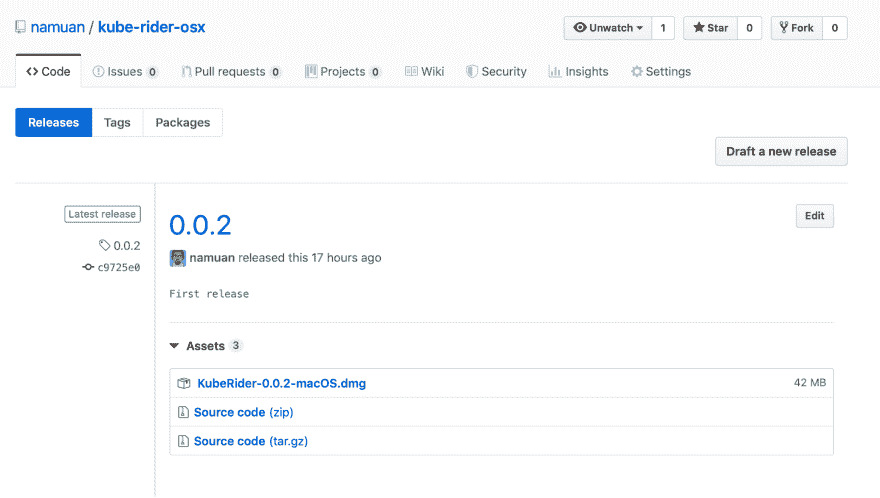 namuan / kube-rider-osx
Unwatch 1 Star 0 Fork 0
Code Issues 0 Pull requests 0 Projects 0 Wiki Security Insights Settings
Releases Tags Packages
Draft a new release
Latest release
0.0.2
c9725e0
0.0.2
Edit
namuan released this 17 hours ago
First release
Assets 3
KubeRider-0.0.2-macOS.dmg 42 MB
Source code (zip)
Source code (tar.gz)